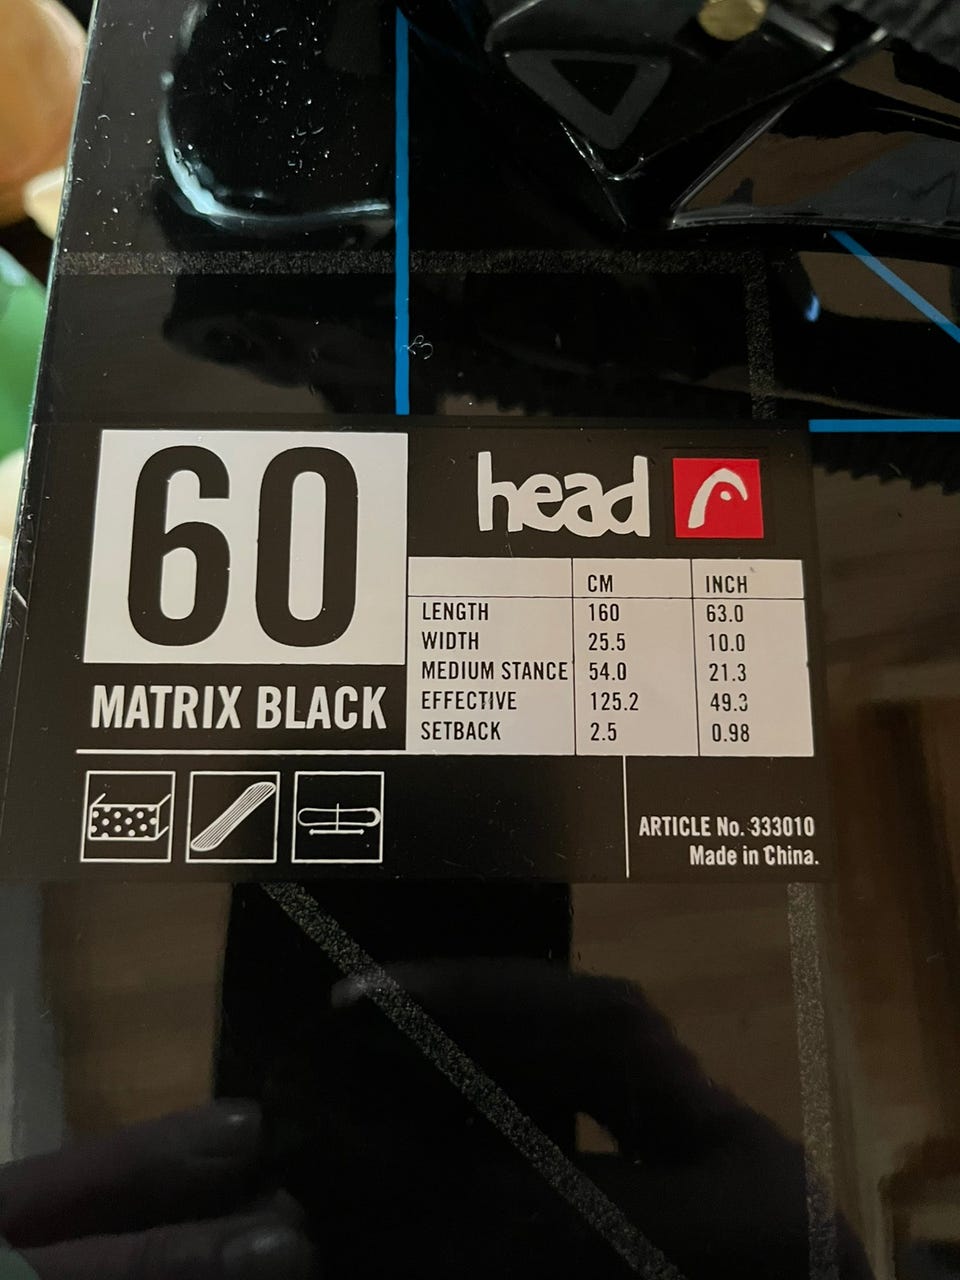 60
head
MATRIX BLACK
CM INCH
LENGTH 160 63.0
WIDTH 25.5 10.0
MEDIUM STANCE 54.0 21.3
EFFECTIVE 125.2 49.3
SETBACK 2.5 0.98
ARTICLE No. 333010
Made in China.